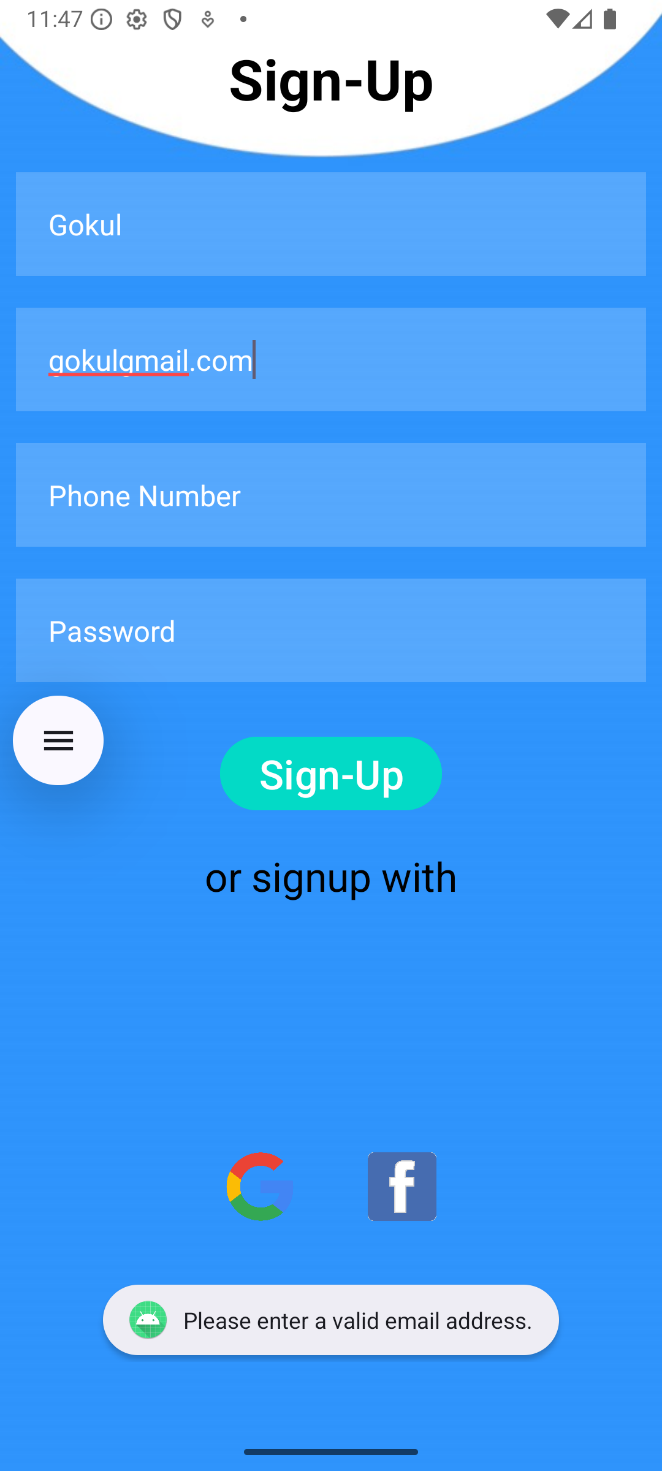 11:47
Sign-Up
Gokul
gokulgmail.com
Phone Number
Password
Sign-Up
or signup with
Please enter a valid email address.